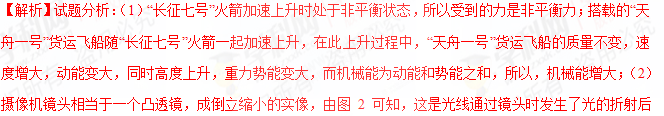 【解析】试题分析：（1）“长征七号”火箭加速上升时处于非平衡状态，所以受到的力是非平衡力；搭载的“天
舟一号”货运飞船随“长征七号”火箭一起加速上升，在此上升过程中，“天舟一号”货运飞船的质量不变，速
度增大，动能变大，同时高度上升，重力势能变大，而机械能为动能和势能之和，所以，机械能增大；（2）
摄像机镜头相当于一个凸透镜，成倒立缩小的实像，由图 2 可知，这是光线通过镜头时发生了光的折射后